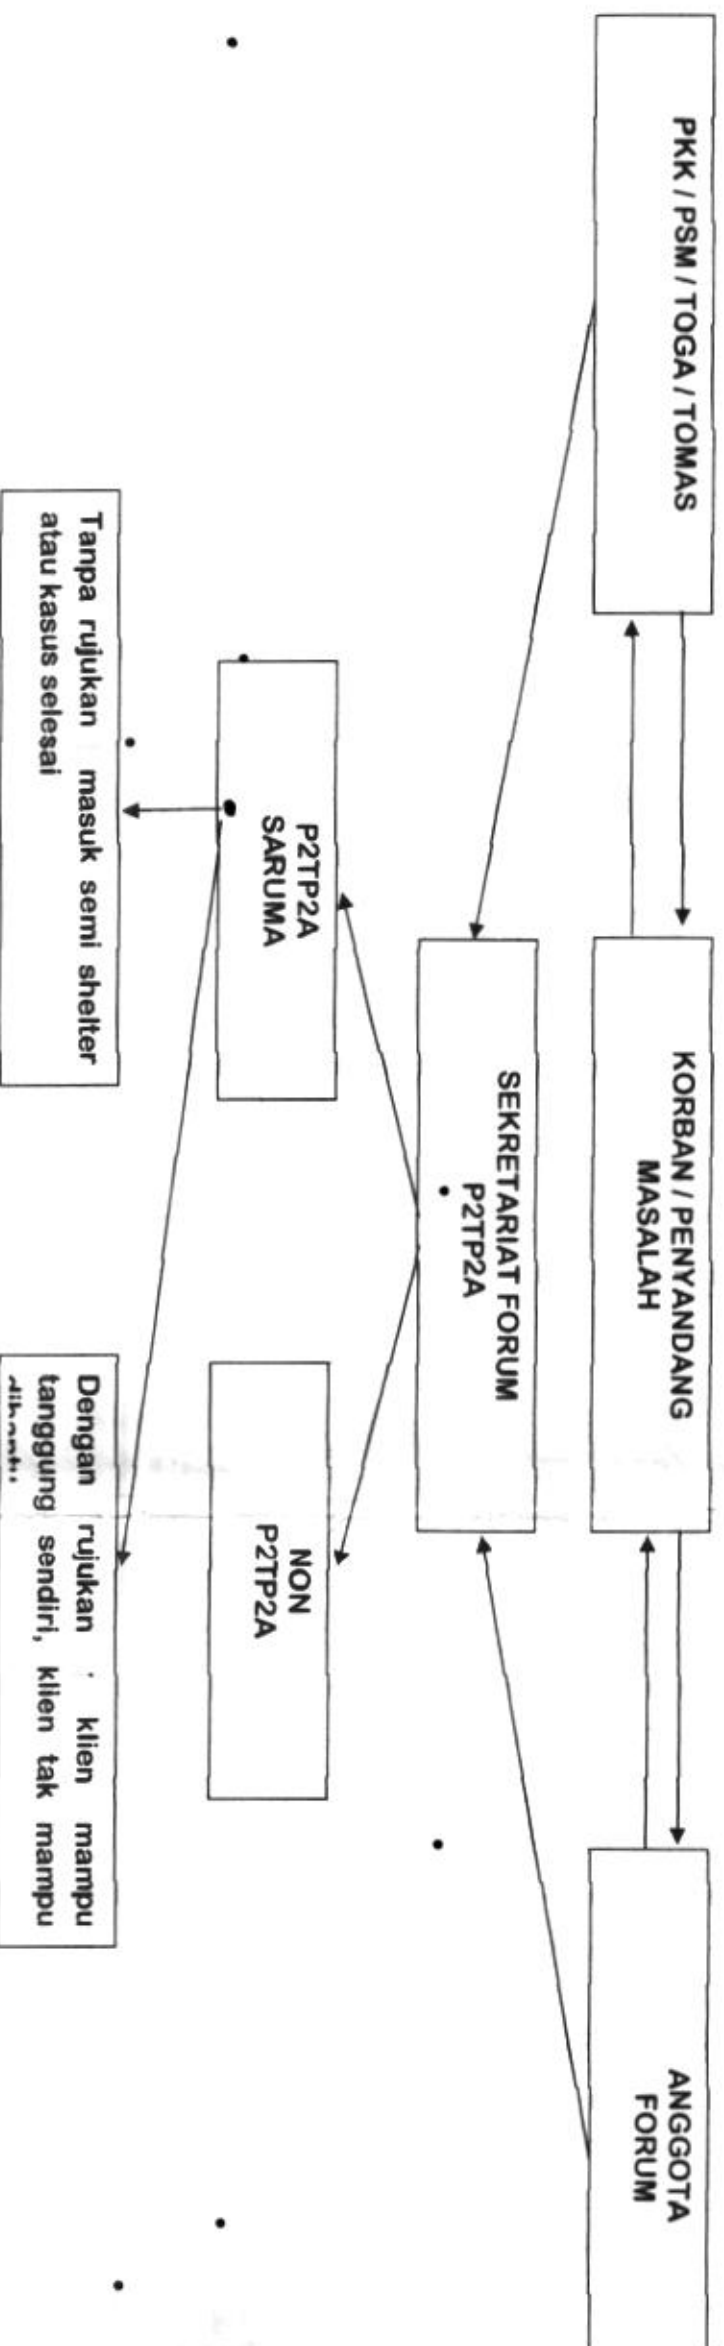 PKK / PSM / TOGA / TOMAS
KORBAN / PENYANDANG
MASALAH
ANGGOTA
FORUM
SEKRETARIAT FORUM
P2TP2A
P2TP2A
SARUMA
NON
P2TP2A
Tanpa rujukan masuk semi shelter
atau kasus selesai
Dengan rujukan klien mampu
tanggung sendiri, klien tak mampu